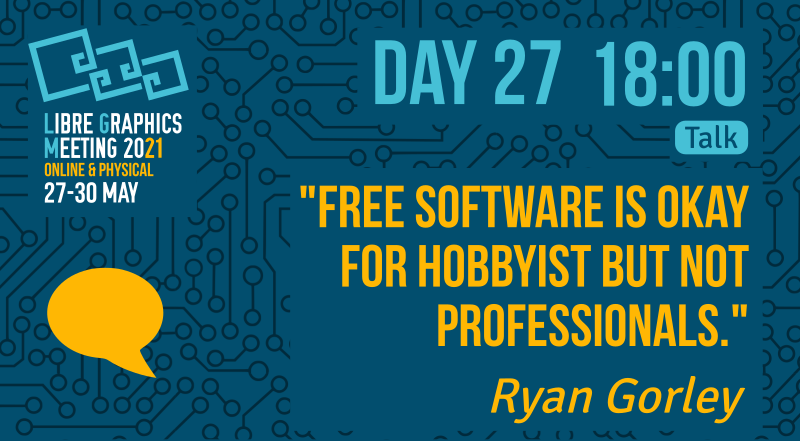 LIBRE GRAPHICS
MEETING 2021
ONLINE & PHYSICAL
27-30 MAY
DAY 27 18:00
Talk
"FREE SOFTWARE IS OKAY
FOR HOBBYIST BUT NOT
PROFESSIONALS."
Ryan Gorley